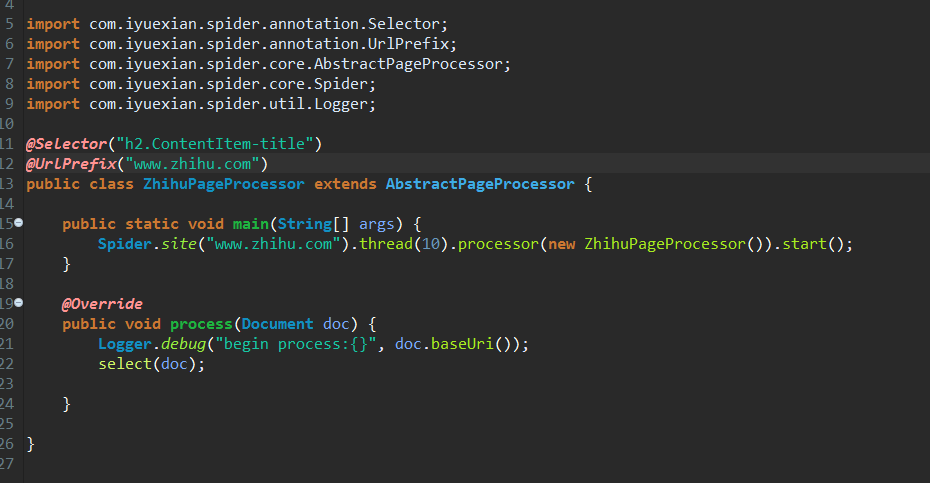 4
5 import com.iyuexian.spider.annotation.Selector;
6 import com.iyuexian.spider.annotation.UrlPrefix;
7 import com.iyuexian.spider.core.AbstractPageProcessor;
8 import com.iyuexian.spider.core.Spider;
9 import com.iyuexian.spider.util.Logger;
10
11 @Selector("h2.ContentItem-title")
12 @UrlPrefix("www.zhihu.com")
13 public class ZhihuPageProcessor extends AbstractPageProcessor {
14
15 public static void main(String[] args) {
16 Spider.site("www.zhihu.com").thread(10).processor(new ZhihuPageProcessor()).start();
17 }
18
19 @Override
20 public void process(Document doc) {
21 Logger.debug("begin process:{}", doc.baseUri());
22 select(doc);
23
24 }
25
26 }
27